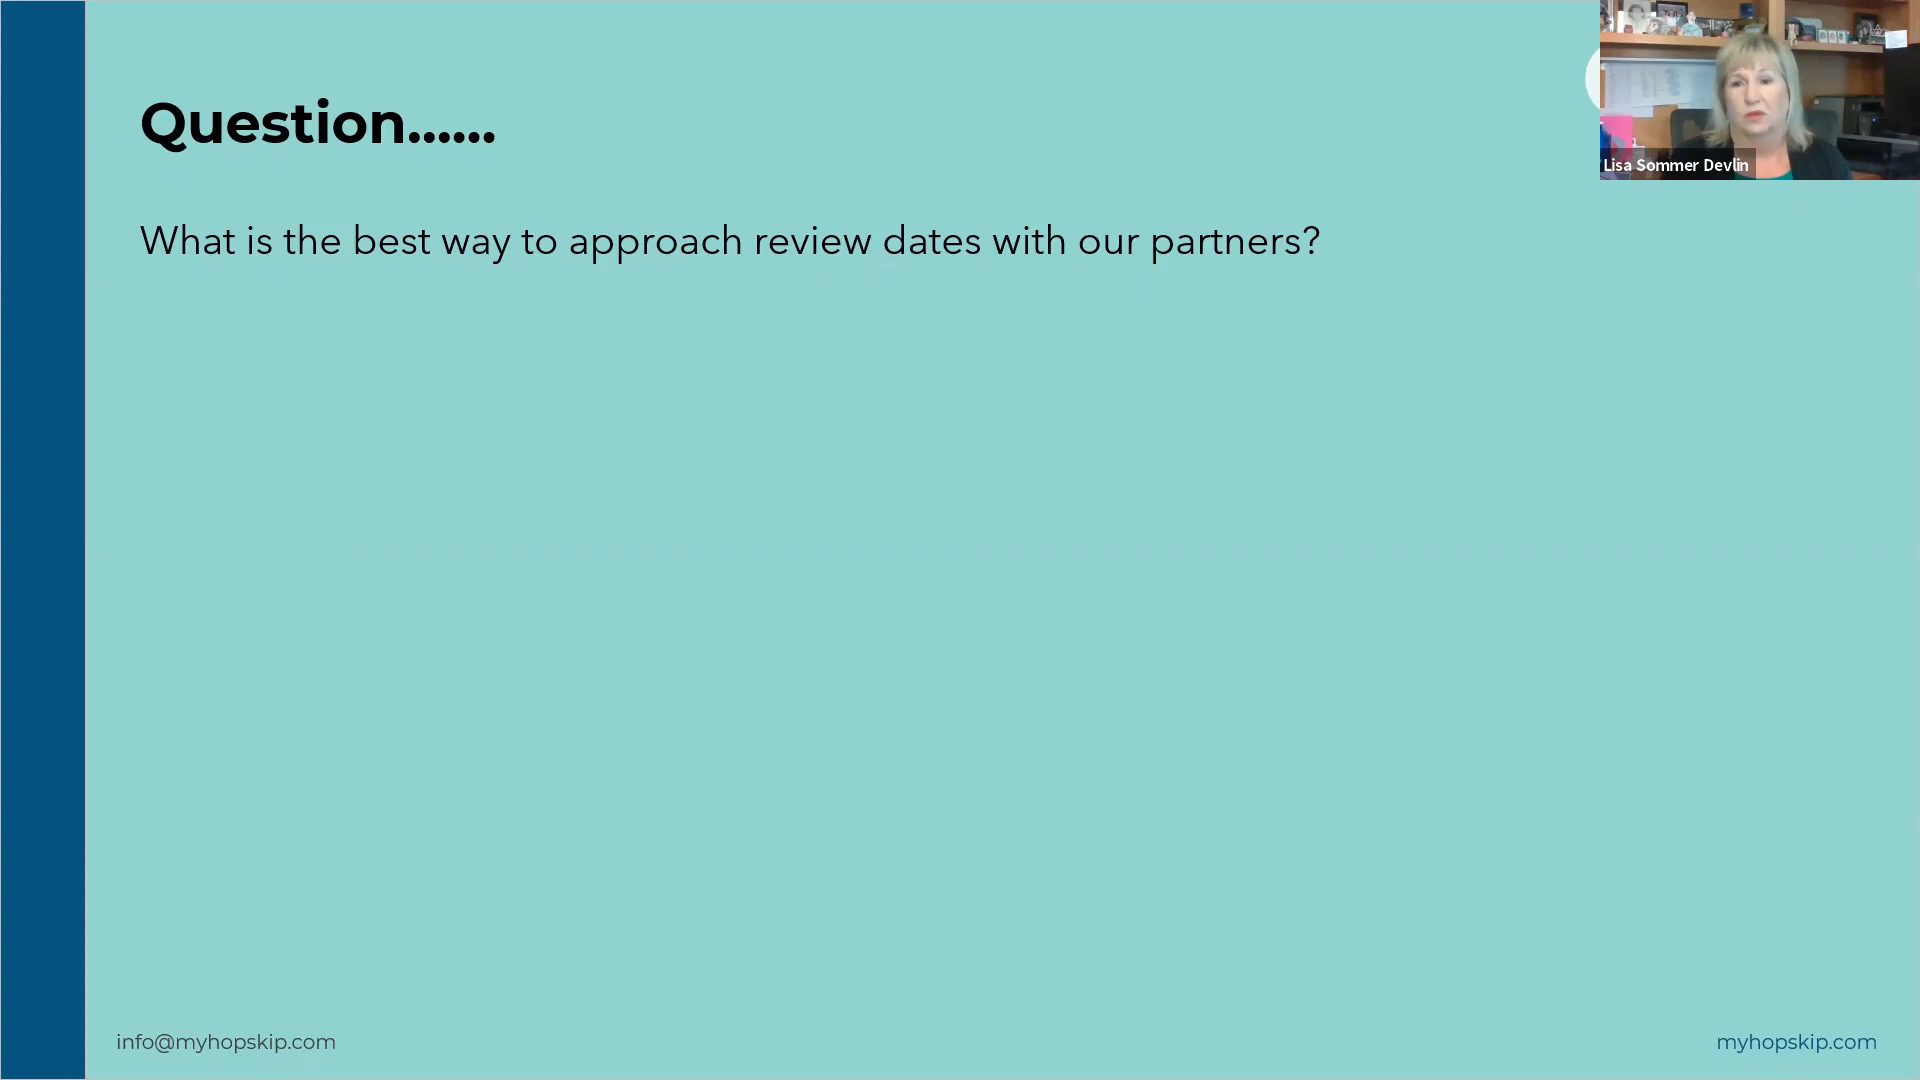 Question......
Lisa Sommer Devlin
What is the best way to approach review dates with our partners?
info@myhopskip.com
myhopskip.com